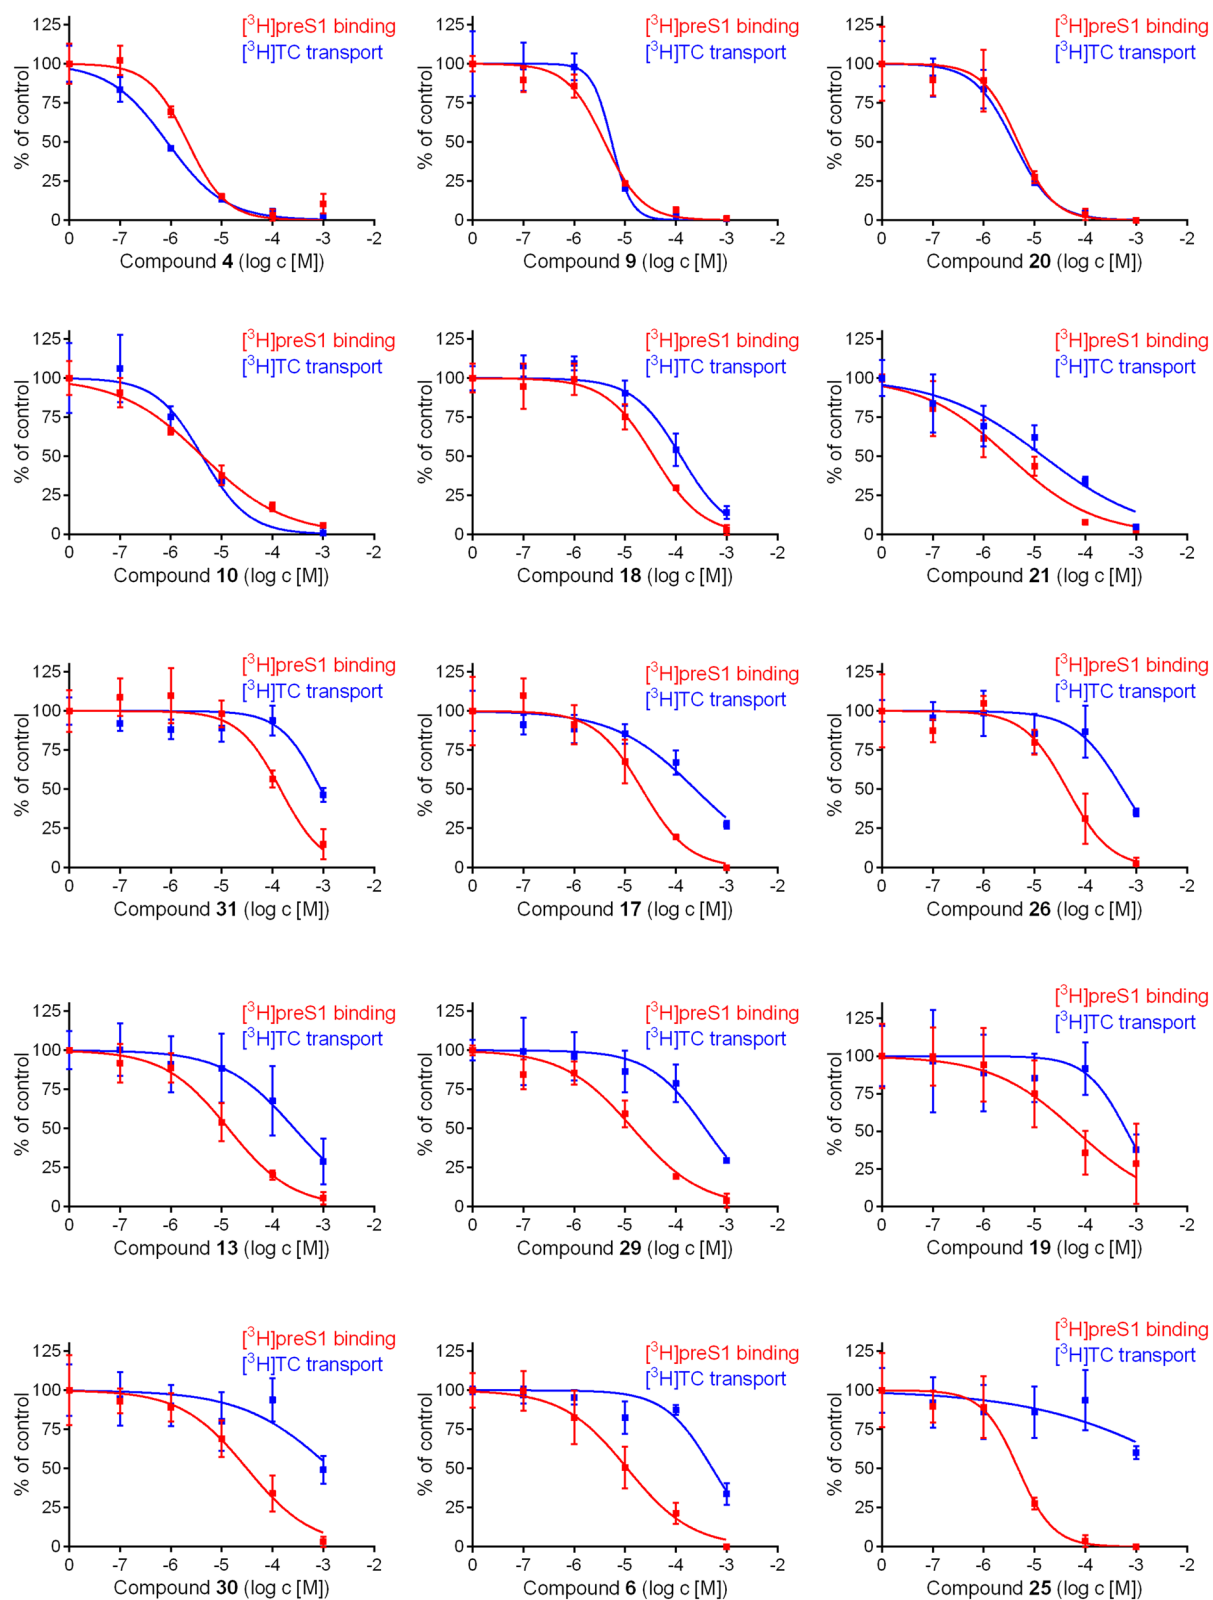 [³H]preS1 binding
[³H]TC transport
% of control
125
100
75
50
25
0
0 -7 -6 -5 -4 -3 -2
Compound 4 (log c [M])
[³H]preS1 binding
[³H]TC transport
% of control
125
100
75
50
25
0
0 -7 -6 -5 -4 -3 -2
Compound 9 (log c [M])
[³H]preS1 binding
[³H]TC transport
% of control
125
100
75
50
25
0
0 -7 -6 -5 -4 -3 -2
Compound 20 (log c [M])
[³H]preS1 binding
[³H]TC transport
% of control
125
100
75
50
25
0
0 -7 -6 -5 -4 -3 -2
Compound 10 (log c [M])
[³H]preS1 binding
[³H]TC transport
% of control
125
100
75
50
25
0
0 -7 -6 -5 -4 -3 -2
Compound 18 (log c [M])
[³H]preS1 binding
[³H]TC transport
% of control
125
100
75
50
25
0
0 -7 -6 -5 -4 -3 -2
Compound 21 (log c [M])
[³H]preS1 binding
[³H]TC transport
% of control
125
100
75
50
25
0
0 -7 -6 -5 -4 -3 -2
Compound 31 (log c [M])
[³H]preS1 binding
[³H]TC transport
% of control
125
100
75
50
25
0
0 -7 -6 -5 -4 -3 -2
Compound 17 (log c [M])
[³H]preS1 binding
[³H]TC transport
% of control
125
100
75
50
25
0
0 -7 -6 -5 -4 -3 -2
Compound 26 (log c [M])
[³H]preS1 binding
[³H]TC transport
% of control
125
100
75
50
25
0
0 -7 -6 -5 -4 -3 -2
Compound 13 (log c [M])
[³H]preS1 binding
[³H]TC transport
% of control
125
100
75
50
25
0
0 -7 -6 -5 -4 -3 -2
Compound 29 (log c [M])
[³H]preS1 binding
[³H]TC transport
% of control
125
100
75
50
25
0
0 -7 -6 -5 -4 -3 -2
Compound 19 (log c [M])
[³H]preS1 binding
[³H]TC transport
% of control
125
100
75
50
25
0
0 -7 -6 -5 -4 -3 -2
Compound 30 (log c [M])
[³H]preS1 binding
[³H]TC transport
% of control
125
100
75
50
25
0
0 -7 -6 -5 -4 -3 -2
Compound 6 (log c [M])
[³H]preS1 binding
[³H]TC transport
% of control
125
100
75
50
25
0
0 -7 -6 -5 -4 -3 -2
Compound 25 (log c [M])